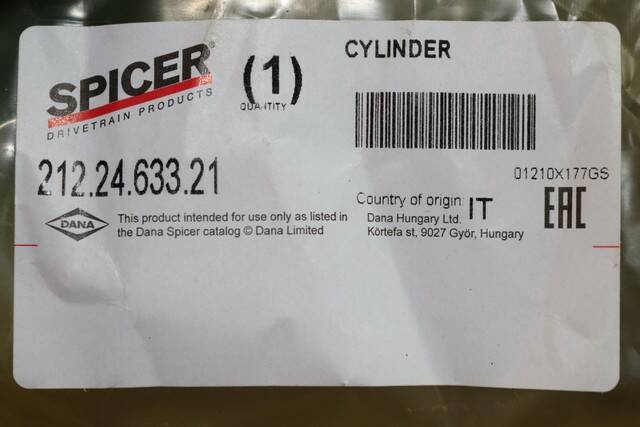 SPICER®
DRIVETRAIN PRODUCTS
(1)
QUANTITY
CYLINDER
01210X177GS
212.24.633.21
Country of origin: IT
EAC
DANA
This product intended for use only as listed in
the Dana Spicer catalog © Dana Limited
Dana Hungary Ltd.
Körtefa st, 9027 Györ, Hungary